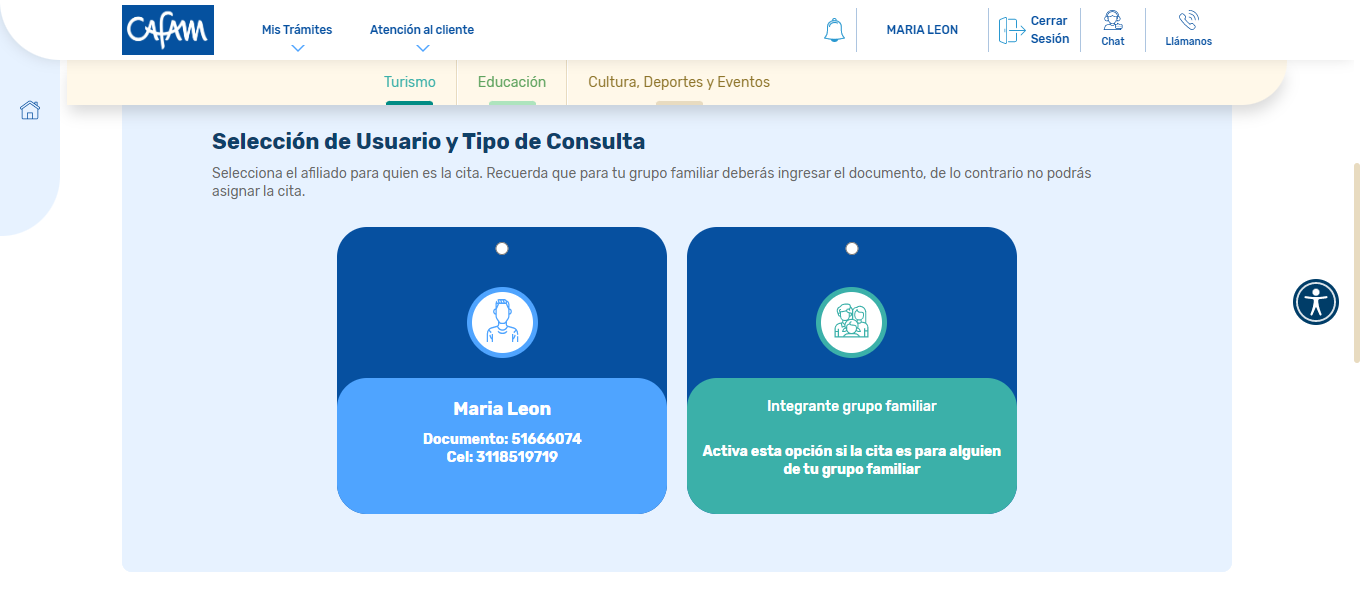 CAFAM
Mis Trámites
Atención al cliente
MARIA LEON
Cerrar
Sesión
Chat
Llámanos
Turismo
Educación
Cultura, Deportes y Eventos
Selección de Usuario y Tipo de Consulta
Selecciona el afiliado para quien es la cita. Recuerda que para tu grupo familiar deberás ingresar el documento, de lo contrario no podrás
asignar la cita.
Maria Leon
Documento: 51666074
Cel: 3118519719
Integrante grupo familiar
Activa esta opción si la cita es para alguien
de tu grupo familiar